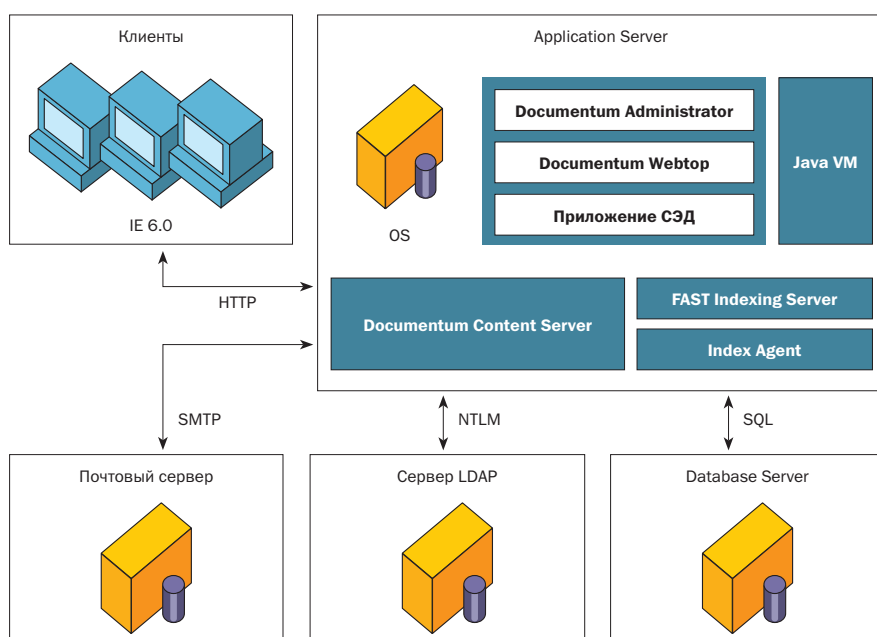 Клиенты
IE 6.0
Application Server
OS
Documentum Administrator
Documentum Webtop
Приложение СЭД
Java VM
HTTP
Documentum Content Server
FAST Indexing Server
Index Agent
SMTP
NTLM
SQL
Почтовый сервер
Сервер LDAP
Database Server